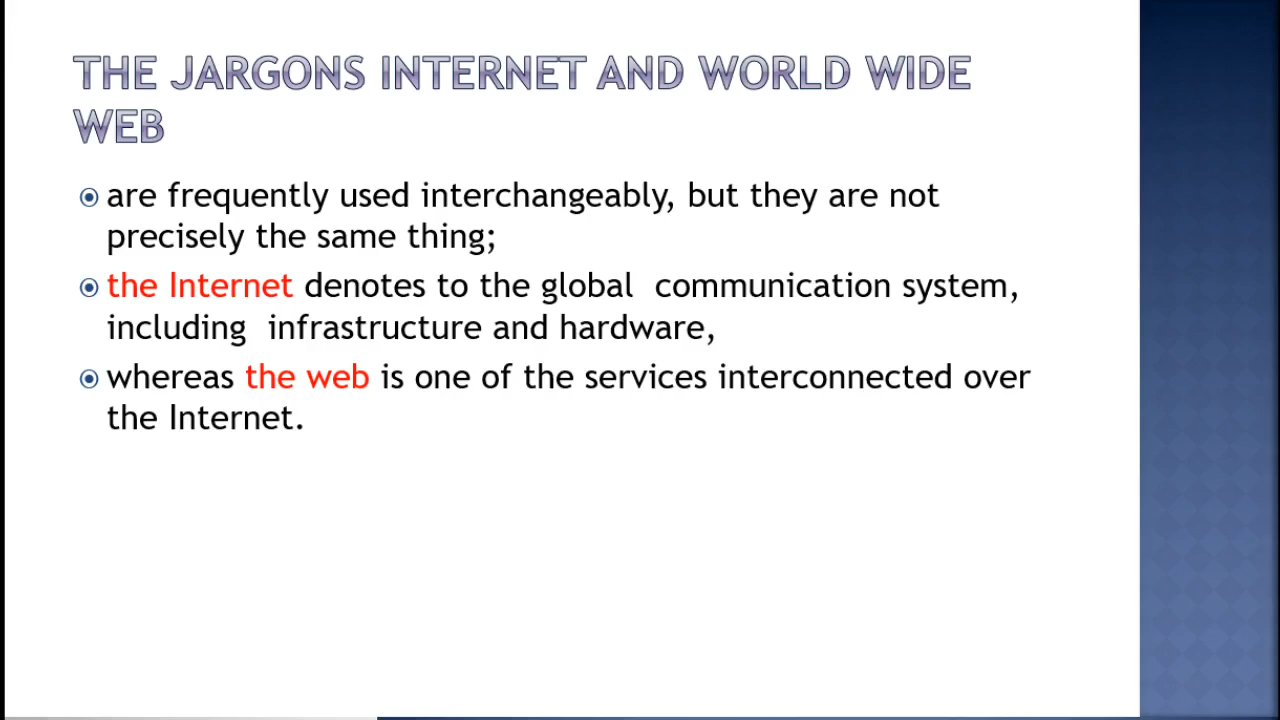 THE JARGONS INTERNET AND WORLD WIDE
WEB
are frequently used interchangeably, but they are not
precisely the same thing;
the Internet denotes to the global  communication system,
including  infrastructure and hardware,
whereas the web is one of the services interconnected over
the Internet.